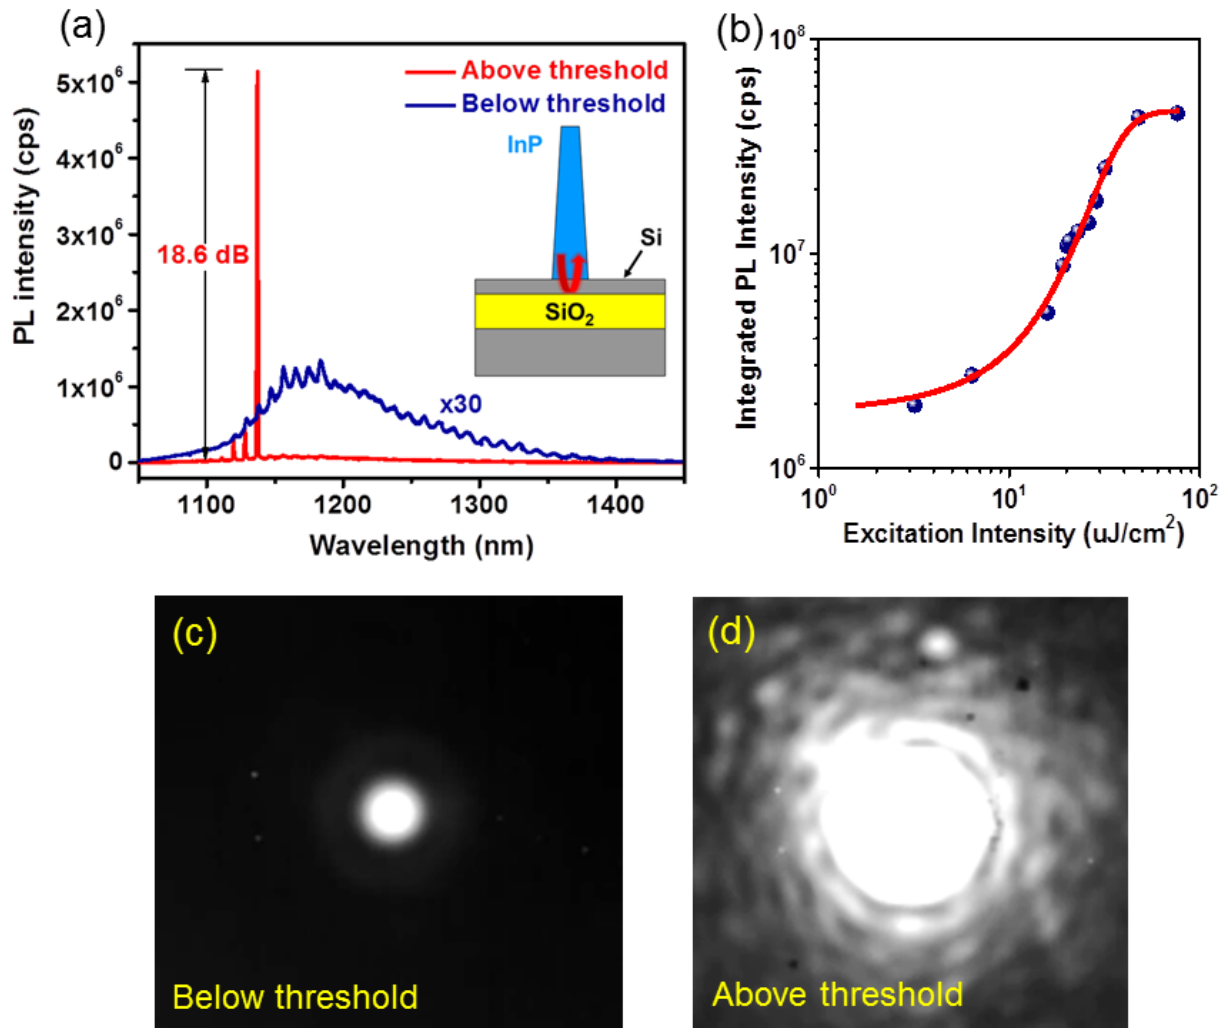 (a)
PL intensity (cps)
5x10⁶
4x10⁶
3x10⁶
2x10⁶
1x10⁶
0
Above threshold
Below threshold
18.6 dB
InP
Si
SiO₂
x30
1100
1200
1300
1400
Wavelength (nm)
(b)
Integrated PL Intensity (cps)
10⁸
10⁷
10⁶
10⁰
10¹
10²
Excitation Intensity (uJ/cm²)
(c)
Below threshold
(d)
Above threshold